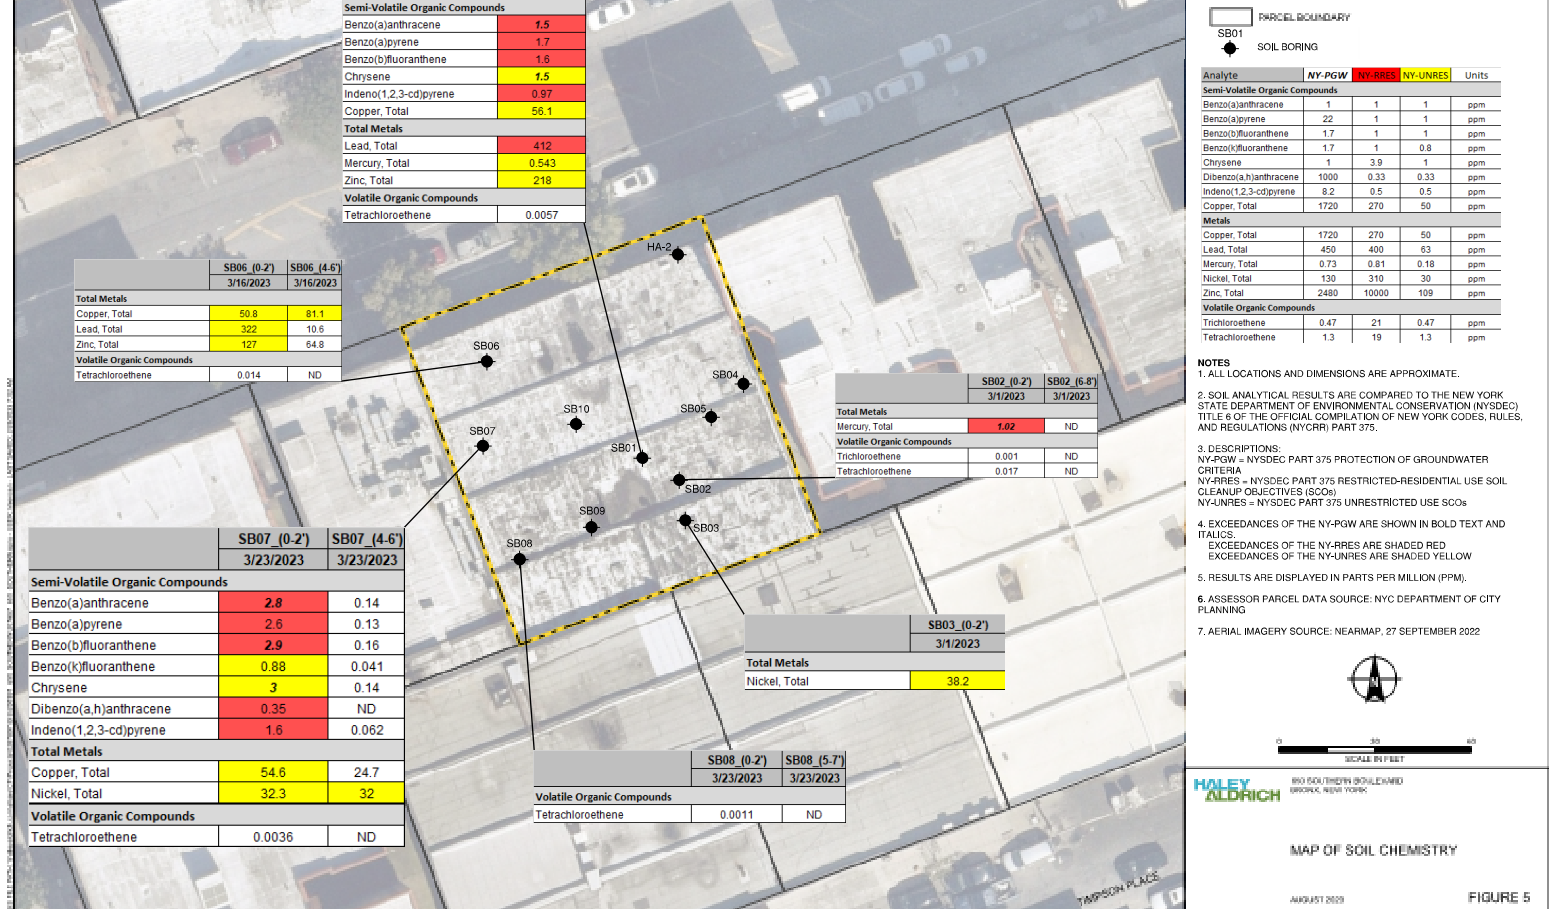 Semi-Volatile Organic Compounds
Benzo(a)anthracene 1.5
Benzo(a)pyrene 1.7
Benzo(b)fluoranthene 1.6
Chrysene 1.5
Indeno(1,2,3-cd)pyrene 0.97
Copper, Total 56.1
Total Metals
Lead, Total 412
Mercury, Total 0.543
Zinc, Total 218
Volatile Organic Compounds
Tetrachloroethene 0.0057
SB06_(0-2') SB06_(4-6')
3/16/2023 3/16/2023
Total Metals
Copper, Total 50.8 81.1
Lead, Total 322 10.6
Zinc, Total 127 64.8
Volatile Organic Compounds
Tetrachloroethene 0.014 ND
HA-2
SB06
SB04
SB10
SB05
SB07
SB01
SB02
SB09
SB03
SB08
SB02_(0-2') SB02_(6-8')
3/1/2023 3/1/2023
Total Metals
Mercury, Total 1.02 ND
Volatile Organic Compounds
Trichloroethene 0.001 ND
Tetrachloroethene 0.017 ND
SB07_(0-2') SB07_(4-6')
3/23/2023 3/23/2023
Semi-Volatile Organic Compounds
Benzo(a)anthracene 2.8 0.14
Benzo(a)pyrene 2.6 0.13
Benzo(b)fluoranthene 2.9 0.16
Benzo(k)fluoranthene 0.88 0.041
Chrysene 3 0.14
Dibenzo(a,h)anthracene 0.35 ND
Indeno(1,2,3-cd)pyrene 1.6 0.062
Total Metals
Copper, Total 54.6 24.7
Nickel, Total 32.3 32
Volatile Organic Compounds
Tetrachloroethene 0.0036 ND
SB03_(0-2')
3/1/2023
Total Metals
Nickel, Total 38.2
SB08_(0-2') SB08_(5-7')
3/23/2023 3/23/2023
Volatile Organic Compounds
Tetrachloroethene 0.0011 ND
TIMPSON PLACE
PARCEL BOUNDARY
SB01
SOIL BORING
Analyte NY-PGW NY-RRES NY-UNRES Units
Semi-Volatile Organic Compounds
Benzo(a)anthracene 1 1 1 ppm
Benzo(a)pyrene 22 1 1 ppm
Benzo(b)fluoranthene 1.7 1 1 ppm
Benzo(k)fluoranthene 1.7 1 0.8 ppm
Chrysene 1 3.9 1 ppm
Dibenzo(a,h)anthracene 1000 0.33 0.33 ppm
Indeno(1,2,3-cd)pyrene 8.2 0.5 0.5 ppm
Copper, Total 1720 270 50 ppm
Metals
Copper, Total 1720 270 50 ppm
Lead, Total 450 400 63 ppm
Mercury, Total 0.73 0.81 0.18 ppm
Nickel, Total 130 310 30 ppm
Zinc, Total 2480 10000 109 ppm
Volatile Organic Compounds
Trichloroethene 0.47 21 0.47 ppm
Tetrachloroethene 1.3 19 1.3 ppm
NOTES
1. ALL LOCATIONS AND DIMENSIONS ARE APPROXIMATE.
2. SOIL ANALYTICAL RESULTS ARE COMPARED TO THE NEW YORK
STATE DEPARTMENT OF ENVIRONMENTAL CONSERVATION (NYSDEC)
TITLE 6 OF THE OFFICIAL COMPILATION OF NEW YORK CODES, RULES,
AND REGULATIONS (NYCRR) PART 375.
3. DESCRIPTIONS:
NY-PGW = NYSDEC PART 375 PROTECTION OF GROUNDWATER
CRITERIA
NY-RRES = NYSDEC PART 375 RESTRICTED-RESIDENTIAL USE SOIL
CLEANUP OBJECTIVES (SCOs)
NY-UNRES = NYSDEC PART 375 UNRESTRICTED USE SCOs
4. EXCEEDANCES OF THE NY-PGW ARE SHOWN IN BOLD TEXT AND
ITALICS.
EXCEEDANCES OF THE NY-RRES ARE SHADED RED
EXCEEDANCES OF THE NY-UNRES ARE SHADED YELLOW
5. RESULTS ARE DISPLAYED IN PARTS PER MILLION (PPM).
6. ASSESSOR PARCEL DATA SOURCE: NYC DEPARTMENT OF CITY
PLANNING
7. AERIAL IMAGERY SOURCE: NEARMAP, 27 SEPTEMBER 2022
N
0 30 60
SCALE IN FEET
HALEY
ALDRICH
SOUTHERN BOULEVARD
BRONX, NEW YORK
MAP OF SOIL CHEMISTRY
AUGUST 2023
FIGURE 5